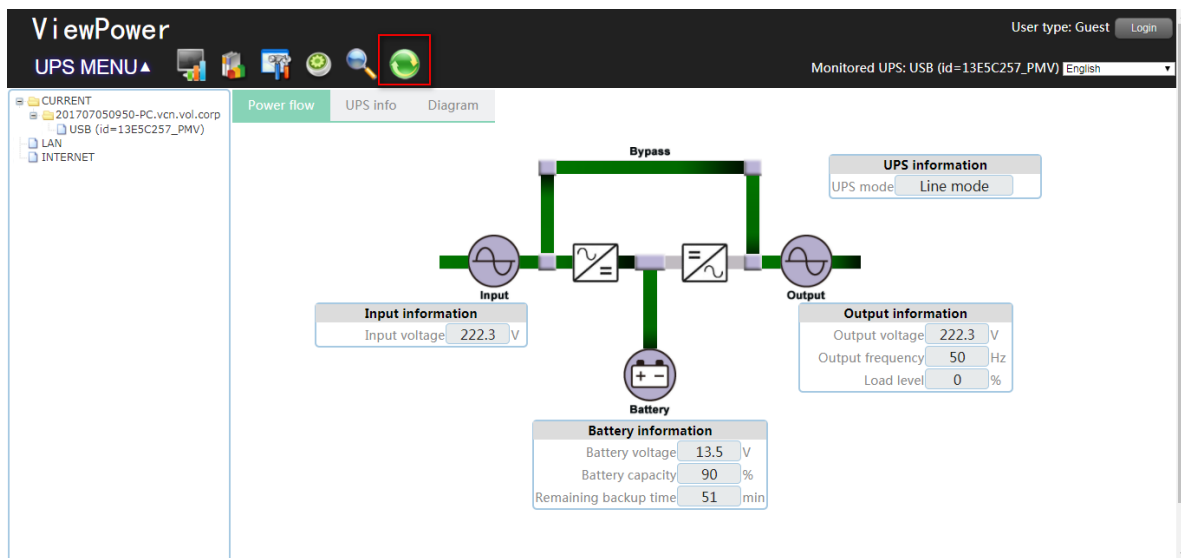 ViewPower
User type: Guest Login
UPS MENU▲
Monitored UPS: USB (id=13E5C257_PMV) English
CURRENT
201707050950-PC.vcn.vol.corp
USB (id=13E5C257_PMV)
LAN
INTERNET
Power flow UPS info Diagram
Bypass
UPS information
UPS mode Line mode
Input
Output
Input information
Input voltage 222.3 V
Output information
Output voltage 222.3 V
Output frequency 50 Hz
Load level 0 %
Battery
Battery information
Battery voltage 13.5 V
Battery capacity 90 %
Remaining backup time 51 min